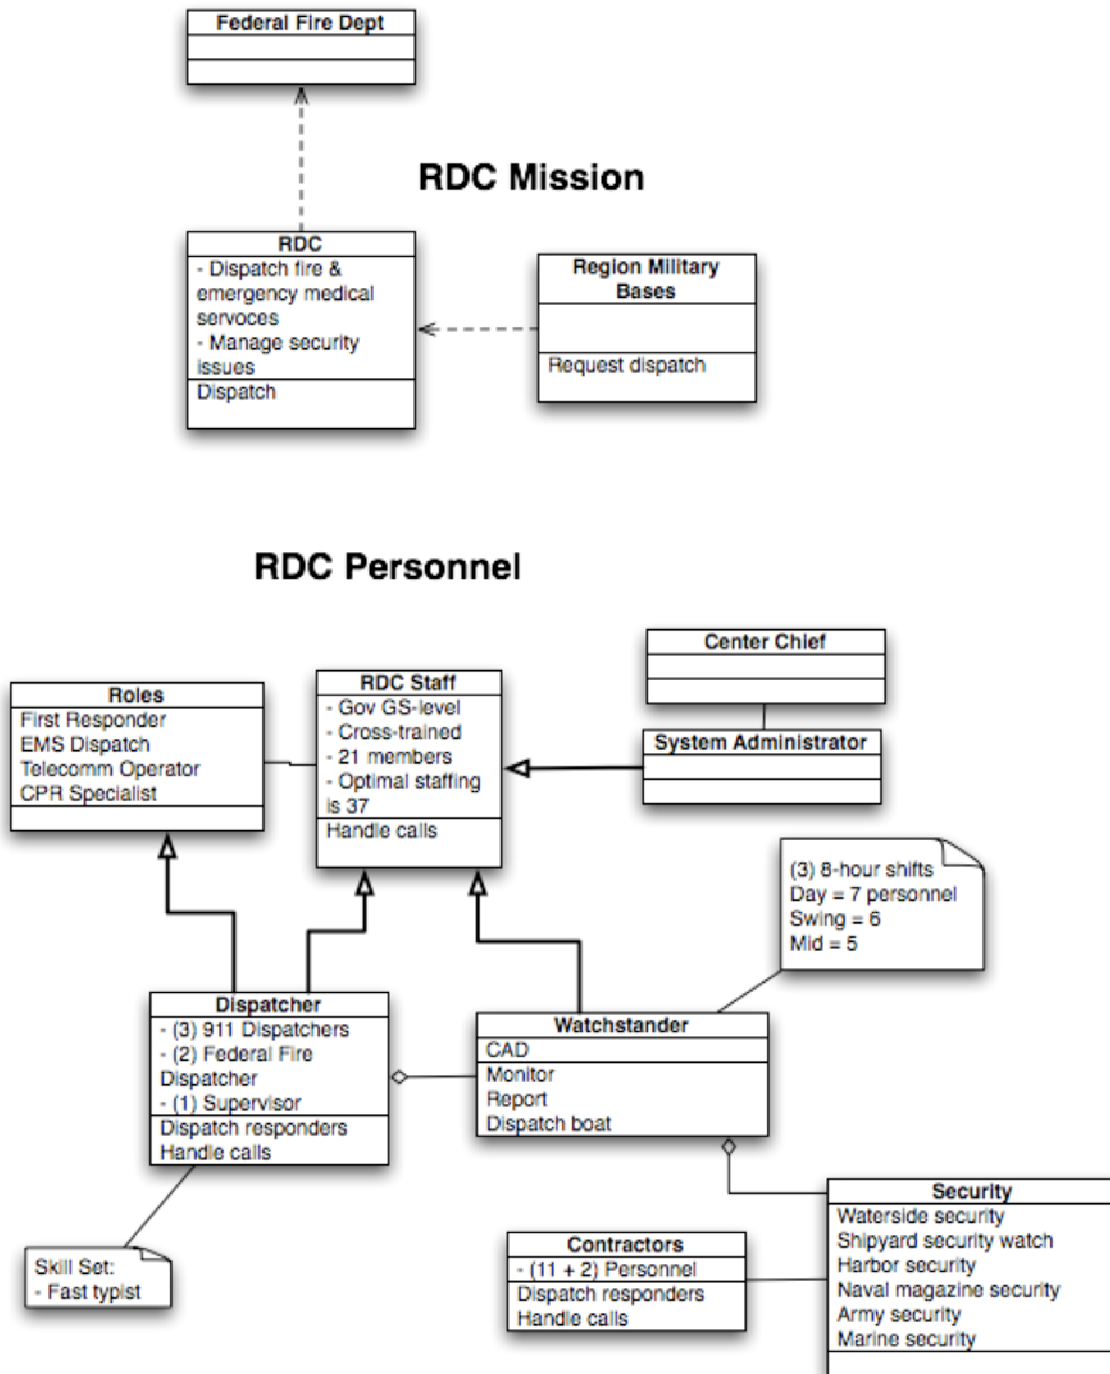 Federal Fire Dept
RDC Mission
RDC
- Dispatch fire &
emergency medical
servoces
- Manage security
issues
Dispatch
Region Military
Bases
Request dispatch
RDC Personnel
Center Chief
System Administrator
Roles
First Responder
EMS Dispatch
Telecomm Operator
CPR Specialist
RDC Staff
- Gov GS-level
- Cross-trained
- 21 members
- Optimal staffing
is 37
Handle calls
(3) 8-hour shifts
Day = 7 personnel
Swing = 6
Mid = 5
Dispatcher
- (3) 911 Dispatchers
- (2) Federal Fire
Dispatcher
- (1) Supervisor
Dispatch responders
Handle calls
Watchstander
CAD
Monitor
Report
Dispatch boat
Skill Set:
- Fast typist
Contractors
- (11 + 2) Personnel
Dispatch responders
Handle calls
Security
Waterside security
Shipyard security watch
Harbor security
Naval magazine security
Army security
Marine security